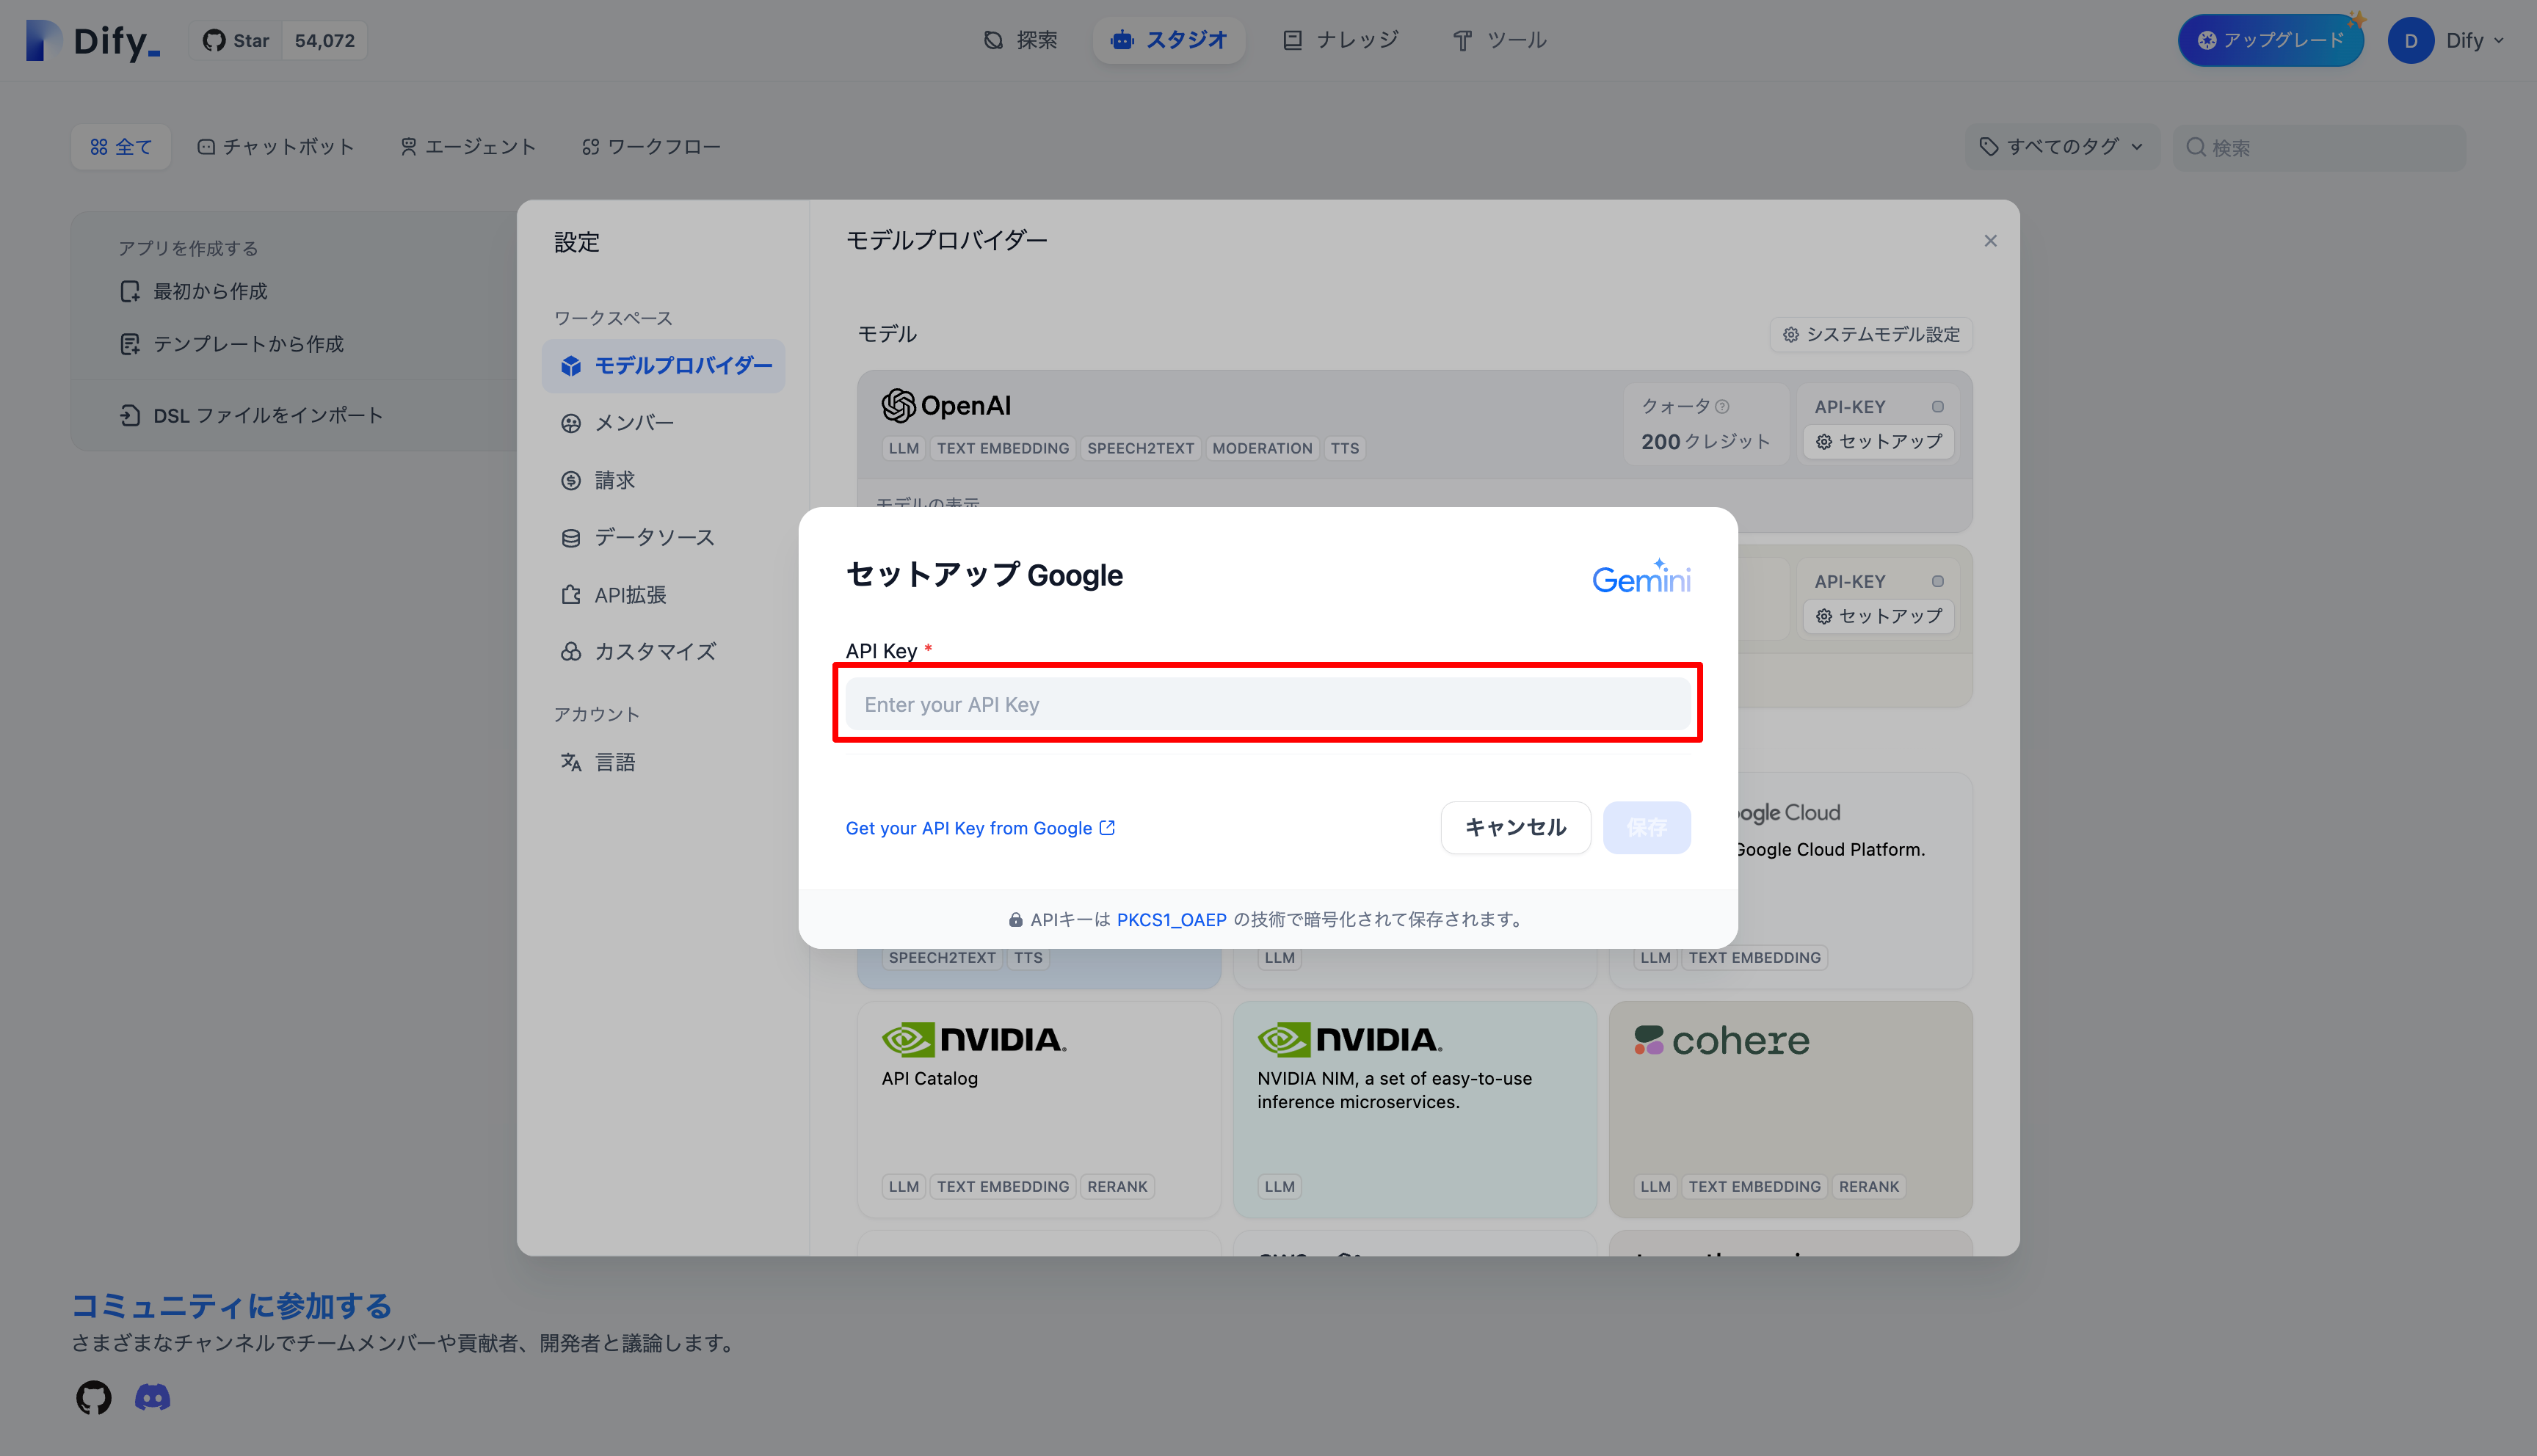 Dify_
Star 54,072
探索
スタジオ
ナレッジ
ツール
アップグレード
D Dify
全て
チャットボット
エージェント
ワークフロー
すべてのタグ
検索
アプリを作成する
最初から作成
テンプレートから作成
DSL ファイルをインポート
設定
ワークスペース
モデルプロバイダー
メンバー
請求
データソース
API拡張
カスタマイズ
アカウント
言語
モデルプロバイダー
モデル
システムモデル設定
OpenAI
LLM TEXT EMBEDDING SPEECH2TEXT MODERATION TTS
クォータ
200 クレジット
API-KEY
セットアップ
モデルの表示
API-KEY
セットアップ
セットアップ Google
Gemini
API Key *
Enter your API Key
Get your API Key from Google
キャンセル
保存
APIキーは PKCS1_OAEP の技術で暗号化されて保存されます。
Cloud
Google Cloud Platform.
SPEECH2TEXT TTS
LLM
LLM TEXT EMBEDDING
NVIDIA.
API Catalog
LLM TEXT EMBEDDING RERANK
NVIDIA.
NVIDIA NIM, a set of easy-to-use
inference microservices.
LLM
cohere
LLM TEXT EMBEDDING RERANK
コミュニティに参加する
さまざまなチャンネルでチームメンバーや貢献者、開発者と議論します。